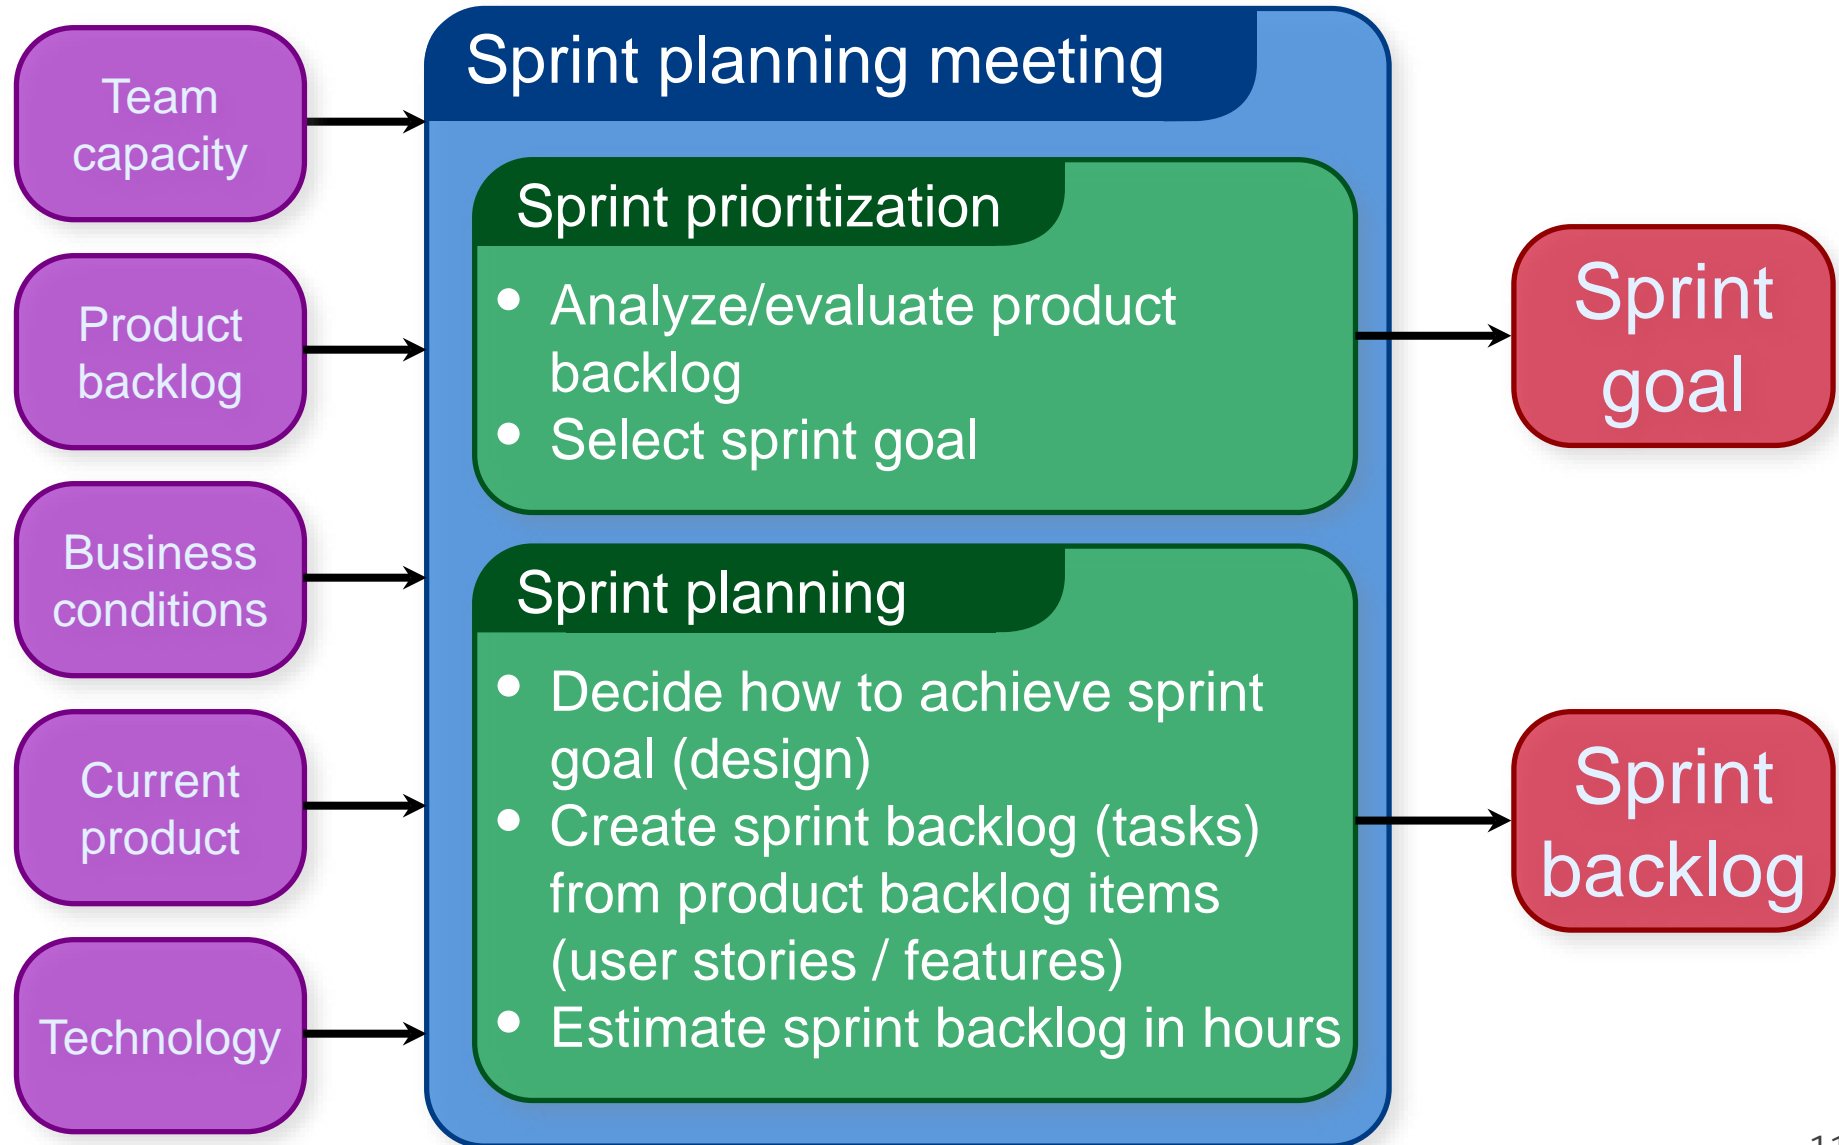 Team
capacity
Product
backlog
Business
conditions
Current
product
Technology
Sprint planning meeting
Sprint prioritization
• Analyze/evaluate product
backlog
• Select sprint goal
Sprint planning
• Decide how to achieve sprint
goal (design)
• Create sprint backlog (tasks)
from product backlog items
(user stories / features)
• Estimate sprint backlog in hours
Sprint
goal
Sprint
backlog